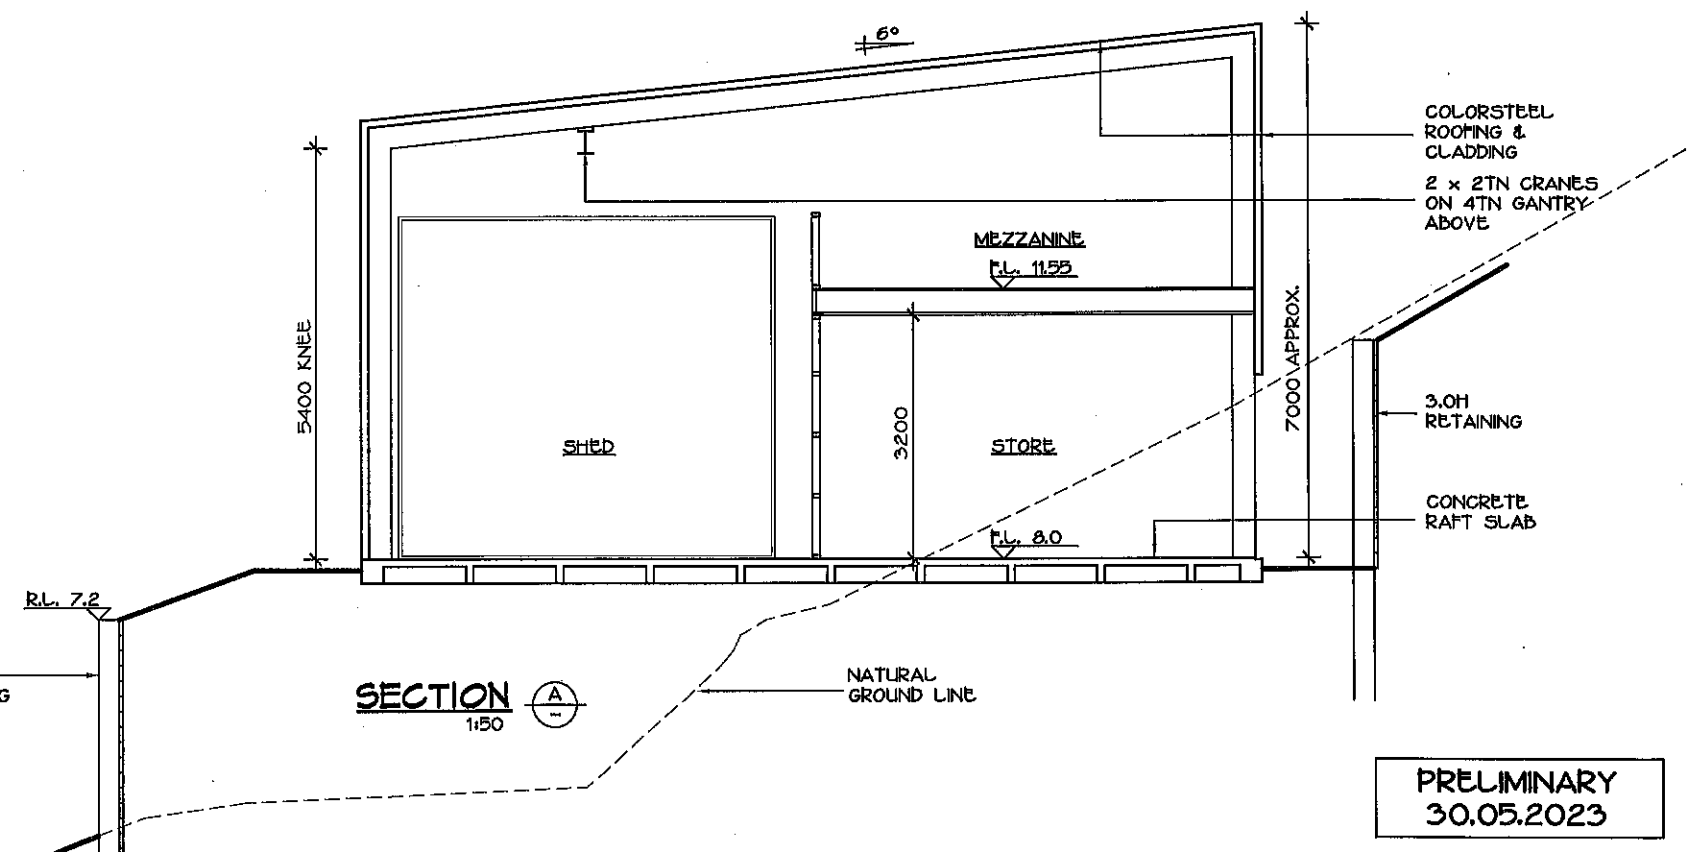 6°
COLORSTEEL
ROOFING &
CLADDING
2 x 2TN CRANES
ON 4TN GANTRY
ABOVE
MEZZANINE
F.L. 11.55
5400 KNEE
7000 APPROX.
3200
SHED
STORE
3.0H
RETAINING
F.L. 8.0
CONCRETE
RAFT SLAB
R.L. 7.2
G
SECTION
A
-
1:50
NATURAL
GROUND LINE
PRELIMINARY
30.05.2023